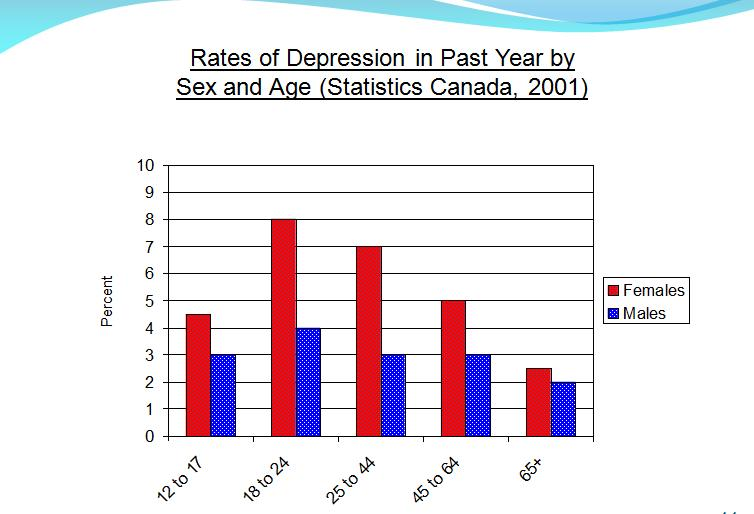 Rates of Depression in Past Year by
Sex and Age (Statistics Canada, 2001)
10
9
8
7
6
5
4
3
2
1
0
Percent
12 to 17
18 to 24
25 to 44
45 to 64
65+
Females
Males